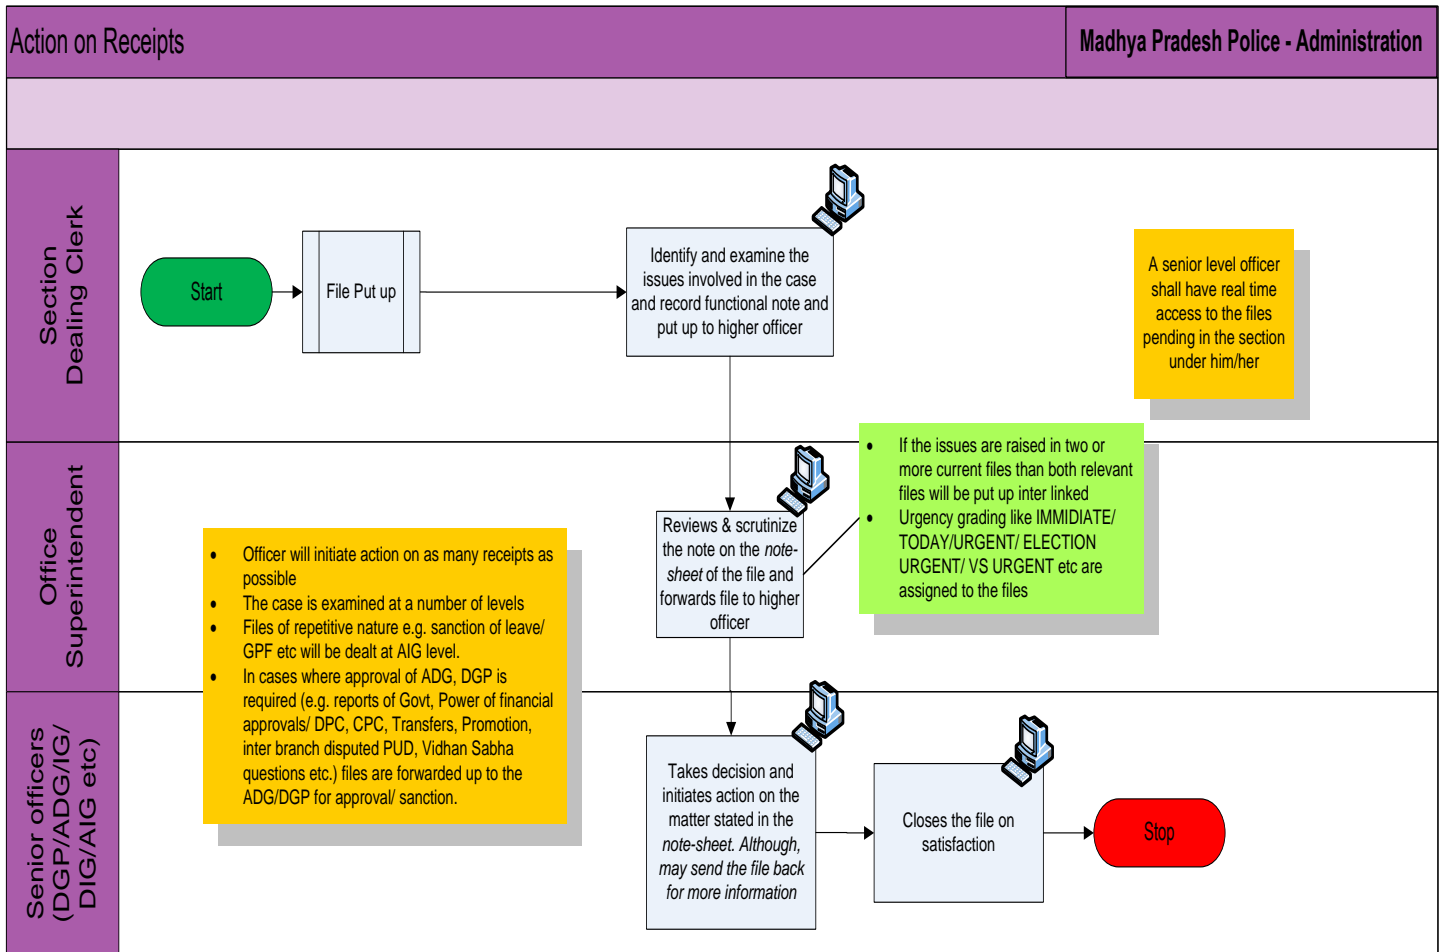 Action on Receipts
Madhya Pradesh Police - Administration
Section
Dealing Clerk
Start
File Put up
Identify and examine the
issues involved in the case
and record functional note and
put up to higher officer
A senior level officer
shall have real time
access to the files
pending in the section
under him/her
Office
Superintendent
• Officer will initiate action on as many receipts as
possible
• The case is examined at a number of levels
• Files of repetitive nature e.g. sanction of leave/
GPF etc will be dealt at AIG level.
• In cases where approval of ADG, DGP is
required (e.g. reports of Govt, Power of financial
approvals/ DPC, CPC, Transfers, Promotion,
inter branch disputed PUD, Vidhan Sabha
questions etc.) files are forwarded up to the
ADG/DGP for approval/ sanction.
Reviews & scrutinize
the note on the note-
sheet of the file and
forwards file to higher
officer
• If the issues are raised in two or
more current files than both relevant
files will be put up inter linked
• Urgency grading like IMMIDIATE/
TODAY/URGENT/ ELECTION
URGENT/ VS URGENT etc are
assigned to the files
Senior officers
(DGP/ADG/IG/
DIG/AIG etc)
Takes decision and
initiates action on the
matter stated in the
note-sheet. Although,
may send the file back
for more information
Closes the file on
satisfaction
Stop